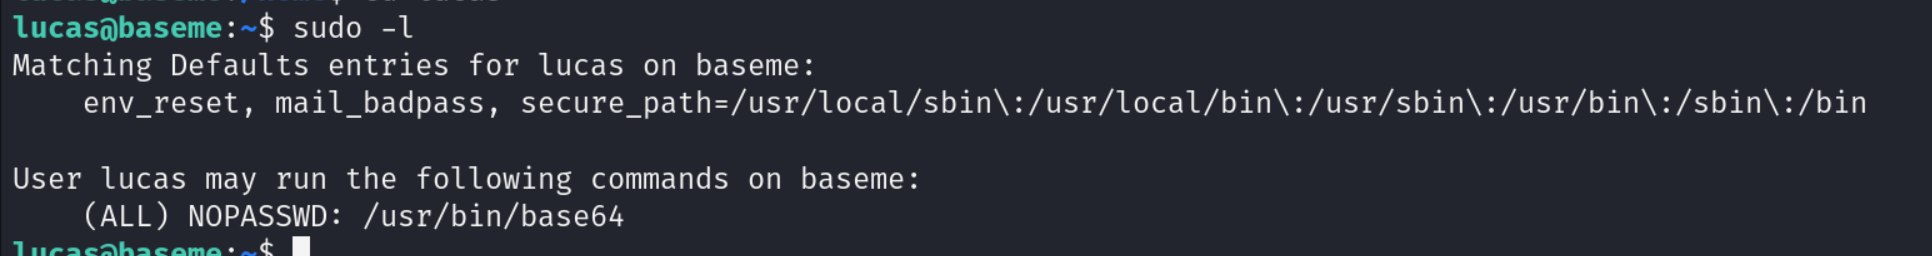 lucas@baseme:~$ sudo -l
Matching Defaults entries for lucas on baseme:
    env_reset, mail_badpass, secure_path=/usr/local/sbin\:/usr/local/bin\:/usr/sbin\:/usr/bin\:/sbin\:/bin

User lucas may run the following commands on baseme:
    (ALL) NOPASSWD: /usr/bin/base64
lucas@baseme:~$